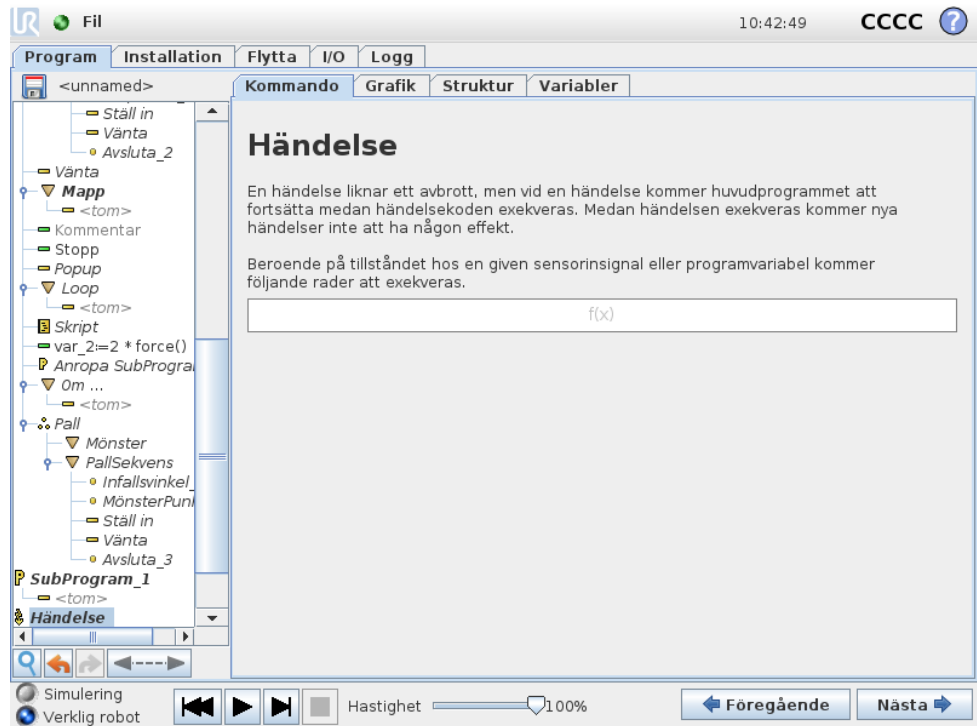 UR Fil 10:42:49 CCCC ?
Program Installation Flytta I/O Logg
<unnamed>
Kommando Grafik Struktur Variabler
Ställ in
Vänta
Avsluta_2
Vänta
Mapp
<tom>
Kommentar
Stopp
Popup
Loop
<tom>
Skript
var_2:=2 * force()
Anropa SubProgra
Om ...
<tom>
Pall
Mönster
PallSekvens
Infallsvinkel_
MönsterPun
Ställ in
Vänta
Avsluta_3
SubProgram_1
<tom>
Händelse
Händelse
En händelse liknar ett avbrott, men vid en händelse kommer huvudprogrammet att
fortsätta medan händelsekoden exekveras. Medan händelsen exekveras kommer nya
händelser inte att ha någon effekt.
Beroende på tillståndet hos en given sensorinsignal eller programvariabel kommer
följande rader att exekveras.
f(x)
Simulering
Verklig robot
Hastighet 100%
Föregående Nästa